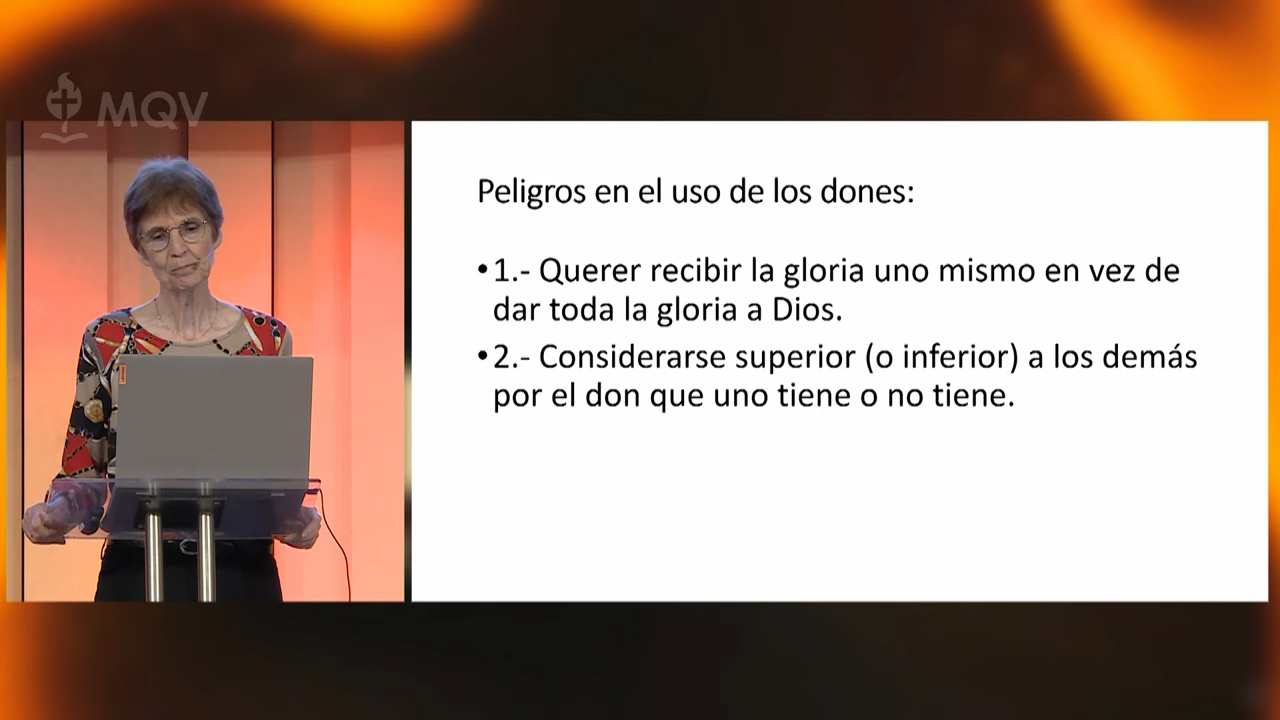 MQV
Peligros en el uso de los dones:
•1.- Querer recibir la gloria uno mismo en vez de
dar toda la gloria a Dios.
•2.- Considerarse superior (o inferior) a los demás
por el don que uno tiene o no tiene.